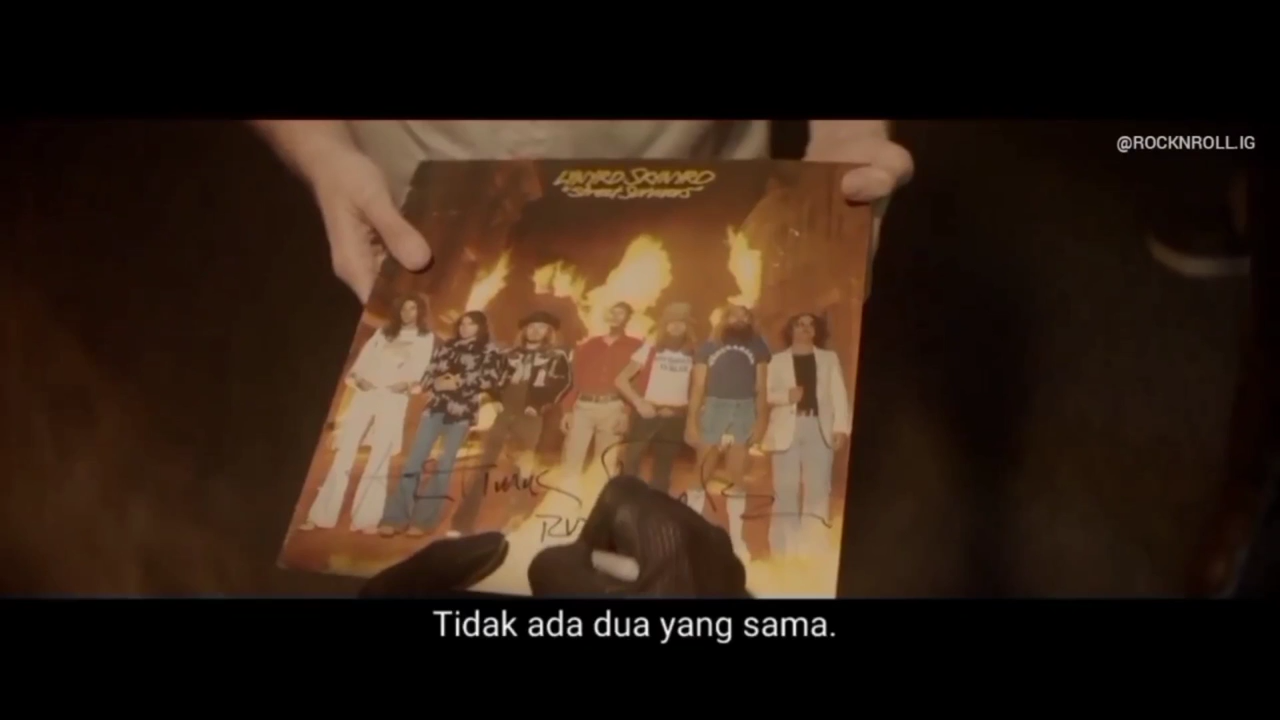 @ROCKNROLL.IG
LYNYRD SKYNYRD
"Street Survivors"
Tidak ada dua yang sama.